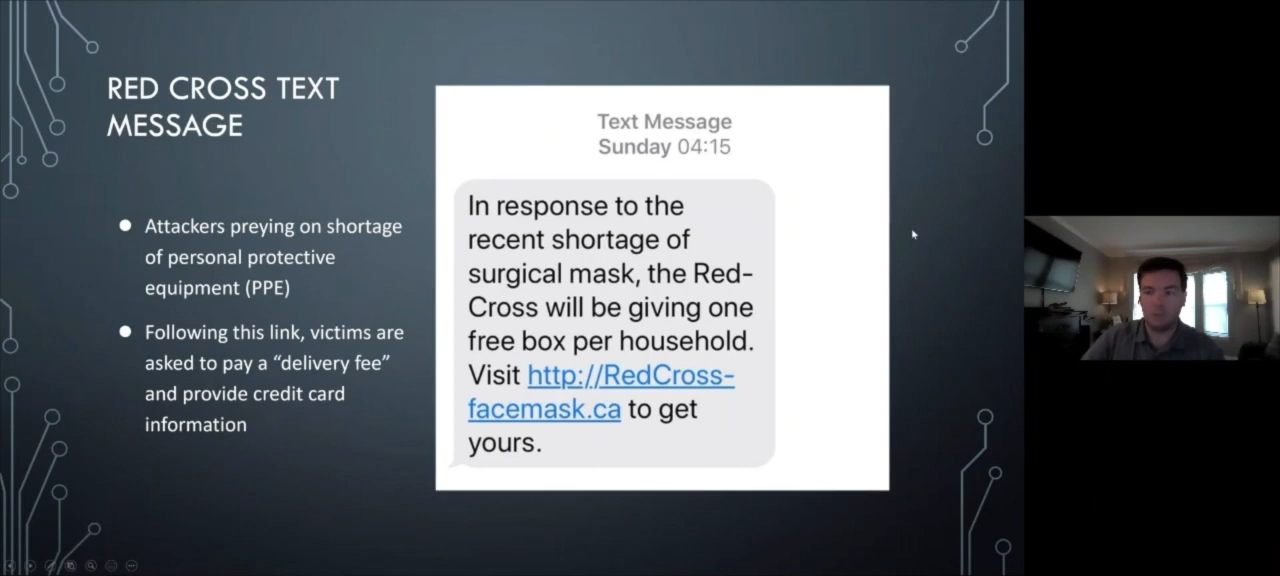 RED CROSS TEXT
MESSAGE
Attackers preying on shortage
of personal protective
equipment (PPE)
Following this link, victims are
asked to pay a “delivery fee”
and provide credit card
information
Text Message
Sunday 04:15
In response to the
recent shortage of
surgical mask, the Red-
Cross will be giving one
free box per household.
Visit http://RedCross-
facemask.ca to get
yours.